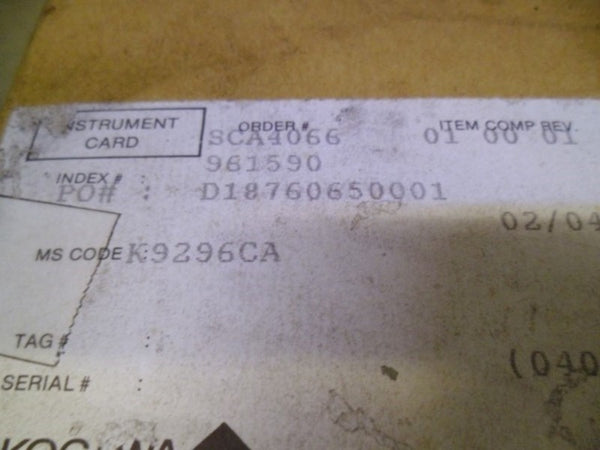 INSTRUMENT CARD ORDER # ITEM COMP REV.
SCA4066 01 00 01
961590
INDEX # :
PO# : D18760650001
02/04
MS CODE K9296CA
TAG # :
(040
SERIAL # :